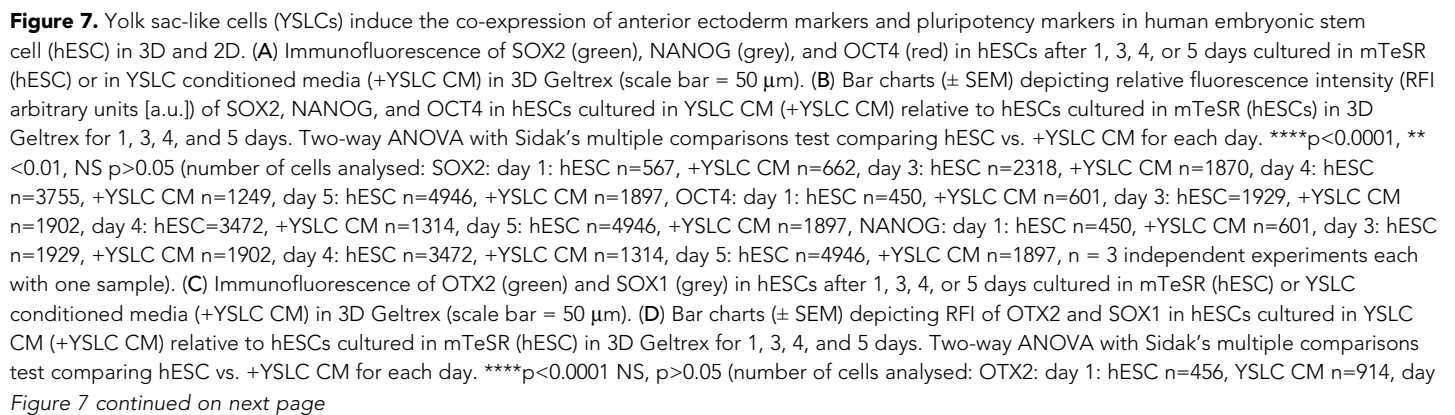 Figure 7. Yolk sac-like cells (YSLCs) induce the co-expression of anterior ectoderm markers and pluripotency markers in human embryonic stem
cell (hESC) in 3D and 2D. (A) Immunofluorescence of SOX2 (green), NANOG (grey), and OCT4 (red) in hESCs after 1, 3, 4, or 5 days cultured in mTeSR
(hESC) or in YSLC conditioned media (+YSLC CM) in 3D Geltrex (scale bar = 50 μm). (B) Bar charts (± SEM) depicting relative fluorescence intensity (RFI
arbitrary units [a.u.]) of SOX2, NANOG, and OCT4 in hESCs cultured in YSLC CM (+YSLC CM) relative to hESCs cultured in mTeSR (hESCs) in 3D
Geltrex for 1, 3, 4, and 5 days. Two-way ANOVA with Sidak's multiple comparisons test comparing hESC vs. +YSLC CM for each day. ****p<0.0001, **
<0.01, NS p>0.05 (number of cells analysed: SOX2: day 1: hESC n=567, +YSLC CM n=662, day 3: hESC n=2318, +YSLC CM n=1870, day 4: hESC
n=3755, +YSLC CM n=1249, day 5: hESC n=4946, +YSLC CM n=1897, OCT4: day 1: hESC n=450, +YSLC CM n=601, day 3: hESC=1929, +YSLC CM
n=1902, day 4: hESC=3472, +YSLC CM n=1314, day 5: hESC n=4946, +YSLC CM n=1897, NANOG: day 1: hESC n=450, +YSLC CM n=601, day 3: hESC
n=1929, +YSLC CM n=1902, day 4: hESC n=3472, +YSLC CM n=1314, day 5: hESC n=4946, +YSLC CM n=1897, n = 3 independent experiments each
with one sample). (C) Immunofluorescence of OTX2 (green) and SOX1 (grey) in hESCs after 1, 3, 4, or 5 days cultured in mTeSR (hESC) or YSLC
conditioned media (+YSLC CM) in 3D Geltrex (scale bar = 50 μm). (D) Bar charts (± SEM) depicting RFI of OTX2 and SOX1 in hESCs cultured in YSLC
CM (+YSLC CM) relative to hESCs cultured in mTeSR (hESC) in 3D Geltrex for 1, 3, 4, and 5 days. Two-way ANOVA with Sidak's multiple comparisons
test comparing hESC vs. +YSLC CM for each day. ****p<0.0001 NS, p>0.05 (number of cells analysed: OTX2: day 1: hESC n=456, YSLC CM n=914, day
Figure 7 continued on next page